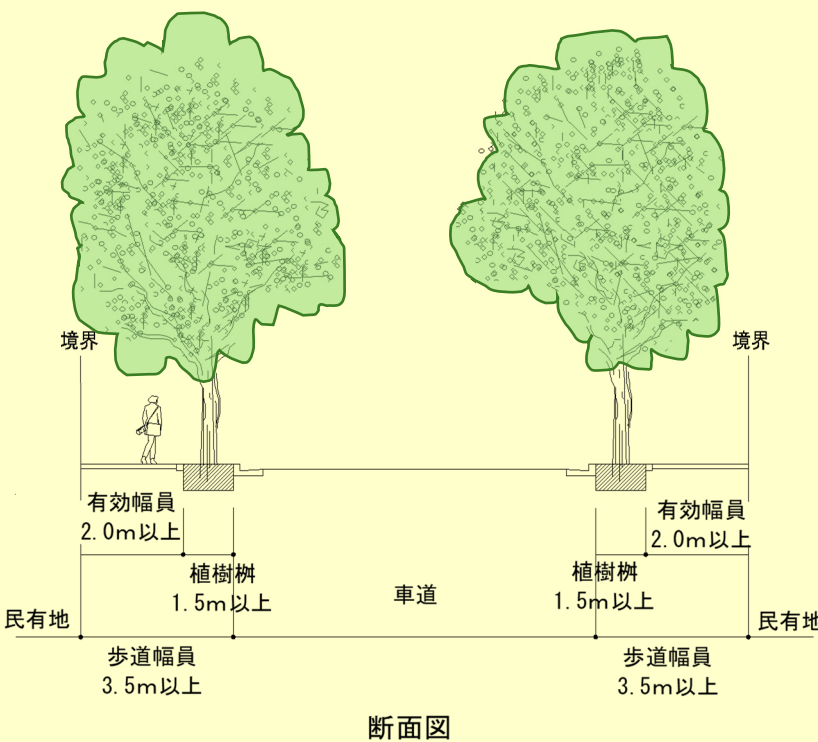 境界
境界
有効幅員
2.0m以上
有効幅員
2.0m以上
植樹桝
1.5m以上
車道
植樹桝
1.5m以上
民有地
民有地
歩道幅員
3.5m以上
歩道幅員
3.5m以上
断面図